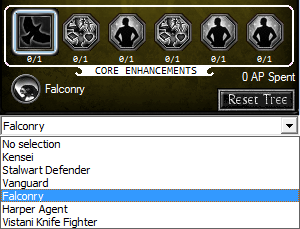 0/1 0/1 0/1 0/1 0/1 0/1
CORE ENHANCEMENTS
0 AP Spent
Falconry
Reset Tree
Falconry
No selection
Kensei
Stalwart Defender
Vanguard
Falconry
Harper Agent
Vistani Knife Fighter